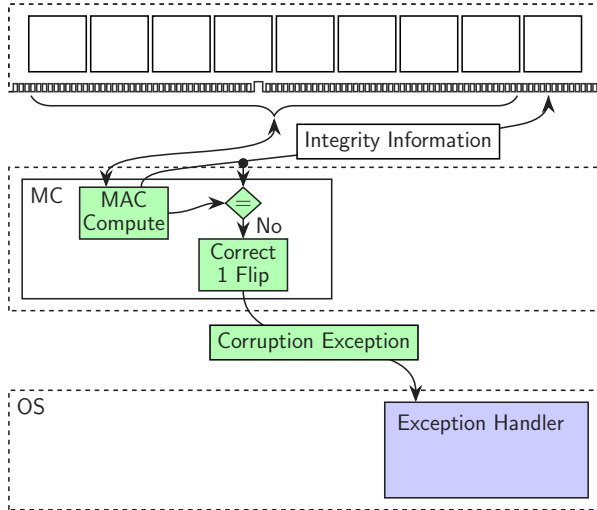 Integrity Information
MC
MAC
Compute
=
No
Correct
1 Flip
Corruption Exception
OS
Exception Handler